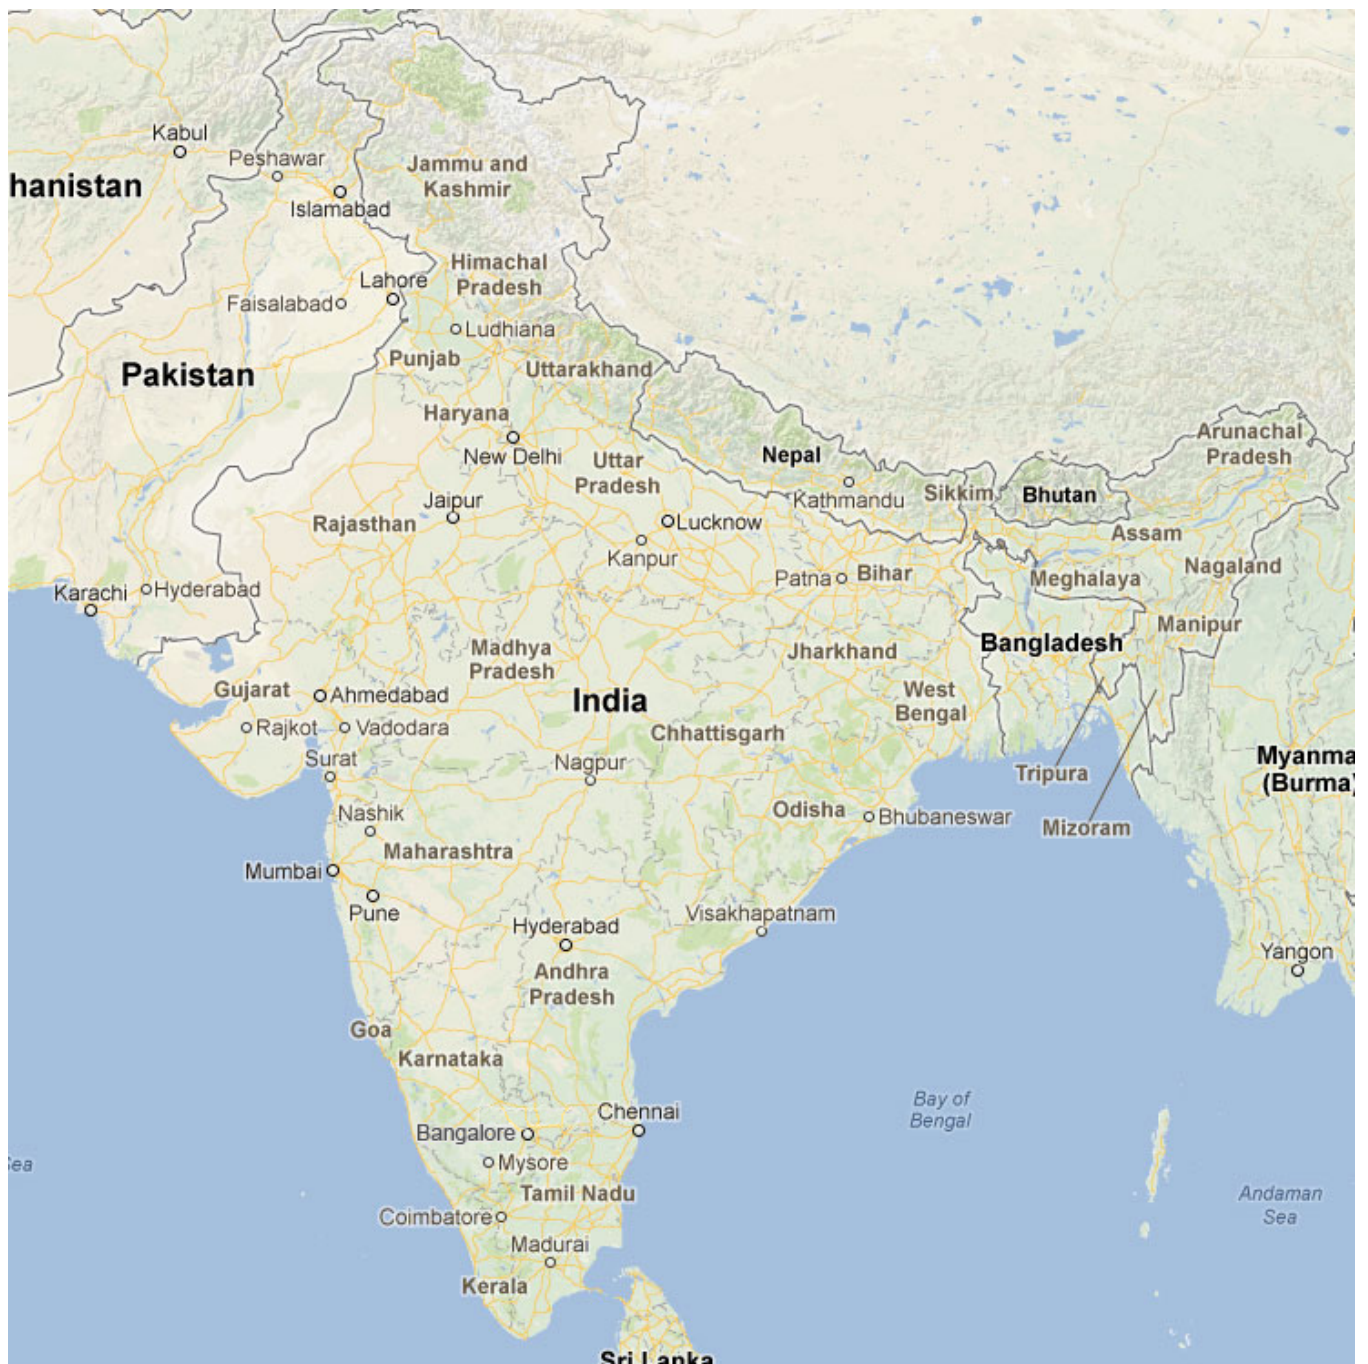 Kabul
Peshawar
hanistan
Jammu and
Kashmir
Islamabad
Himachal
Pradesh
Lahore
Faisalabad
Ludhiana
Punjab
Uttarakhand
Pakistan
Haryana
New Delhi
Uttar
Pradesh
Nepal
Kathmandu
Sikkim
Bhutan
Arunachal
Pradesh
Jaipur
Rajasthan
Lucknow
Kanpur
Assam
Nagaland
Patna
Bihar
Meghalaya
Karachi
Hyderabad
Manipur
Bangladesh
Madhya
Pradesh
Jharkhand
Gujarat
Ahmedabad
India
West
Bengal
Rajkot
Vadodara
Chhattisgarh
Surat
Nagpur
Tripura
Myanma
(Burma)
Nashik
Odisha
Bhubaneswar
Mizoram
Maharashtra
Mumbai
Pune
Hyderabad
Visakhapatnam
Andhra
Pradesh
Yangon
Goa
Karnataka
Chennai
Bay of
Bengal
Bangalore
Mysore
Sea
Tamil Nadu
Andaman
Sea
Coimbatore
Madurai
Kerala
Sri Lanka